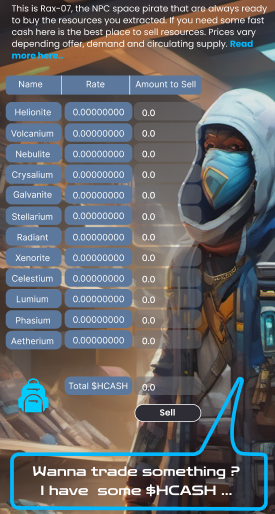 This is Rax-07, the NPC space pirate that are always ready
to buy the resources you extracted. If you need some fast
cash here is the best place to sell resources. Prices vary
depending offer, demand and circulating supply. Read
more here..
Name Rate Amount to Sell
Helionite 0.00000000 0.0
Volcanium 0.00000000 0.0
Nebulite 0.00000000 0.0
Crysalium 0.00000000 0.0
Galvanite 0.00000000 0.0
Stellarium 0.00000000 0.0
Radiant 0.00000000 0.0
Xenorite 0.00000000 0.0
Celestium 0.00000000 0.0
Lumium 0.00000000 0.0
Phasium 0.00000000 0.0
Aetherium 0.00000000 0.0
Total $HCASH 0.0
Sell
Wanna trade something ?
I have some $HCASH ...